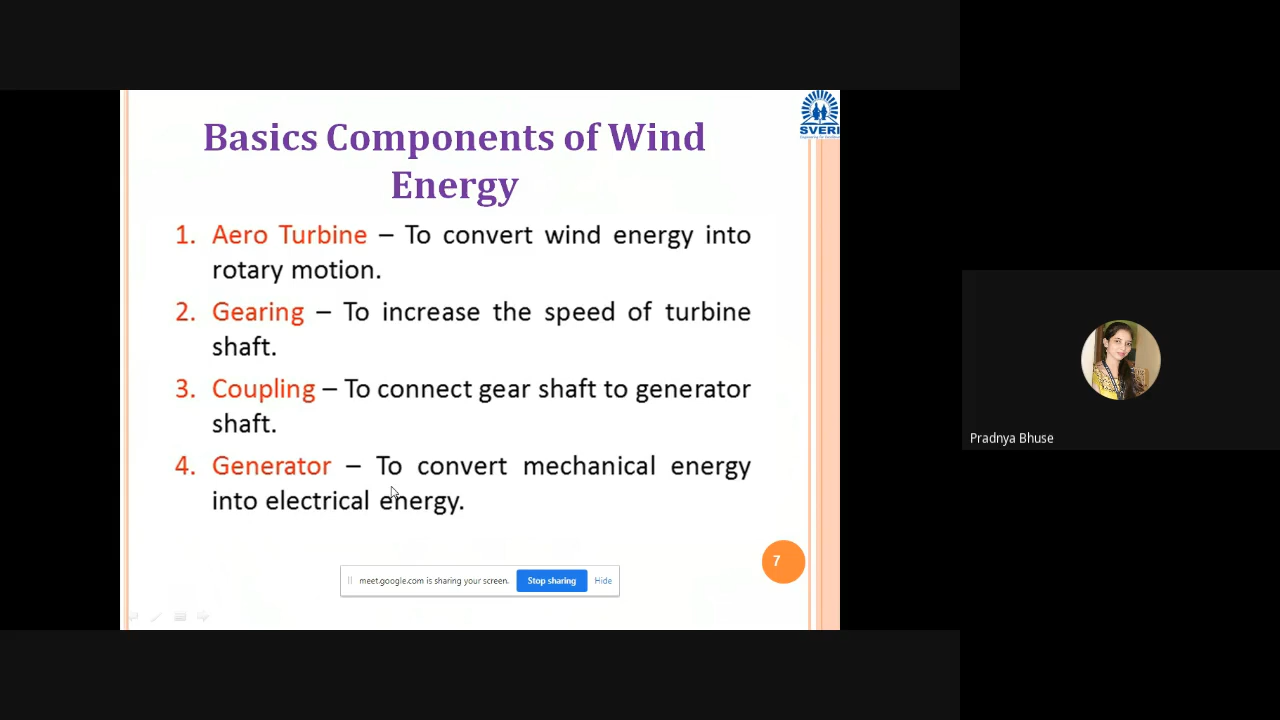 SVERI
Basics Components of Wind
Energy
1. Aero Turbine – To convert wind energy into
rotary motion.
2. Gearing – To increase the speed of turbine
shaft.
3. Coupling – To connect gear shaft to generator
shaft.
4. Generator – To convert mechanical energy
into electrical energy.
7
meet.google.com is sharing your screen.
Stop sharing
Hide
Pradnya Bhuse